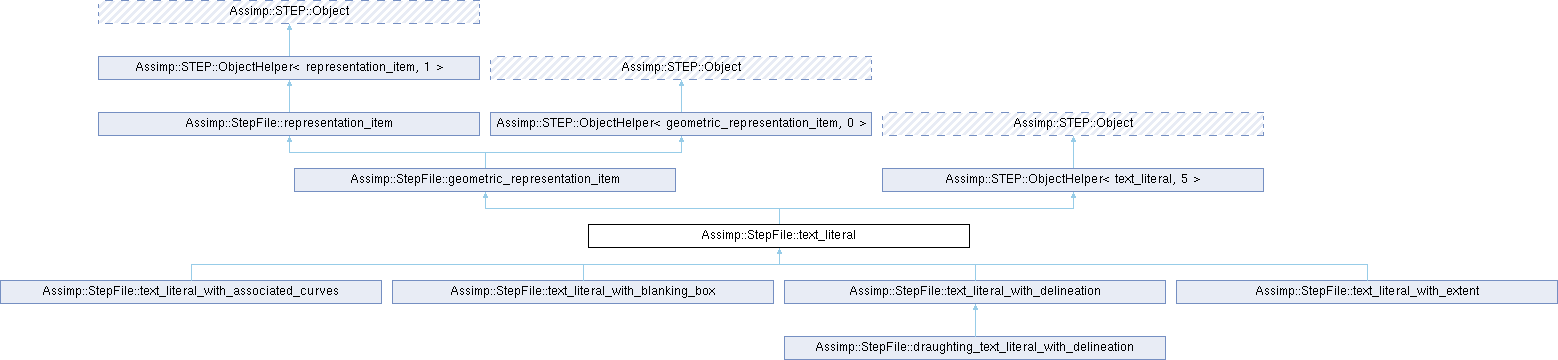 Assimp::STEP::Object
Assimp::STEP::ObjectHelper< representation_item, 1 >
Assimp::STEP::Object
Assimp::StepFile::representation_item
Assimp::STEP::ObjectHelper< geometric_representation_item, 0 >
Assimp::STEP::Object
Assimp::StepFile::geometric_representation_item
Assimp::STEP::ObjectHelper< text_literal, 5 >
Assimp::StepFile::text_literal
Assimp::StepFile::text_literal_with_associated_curves
Assimp::StepFile::text_literal_with_blanking_box
Assimp::StepFile::text_literal_with_delineation
Assimp::StepFile::text_literal_with_extent
Assimp::StepFile::draughting_text_literal_with_delineation